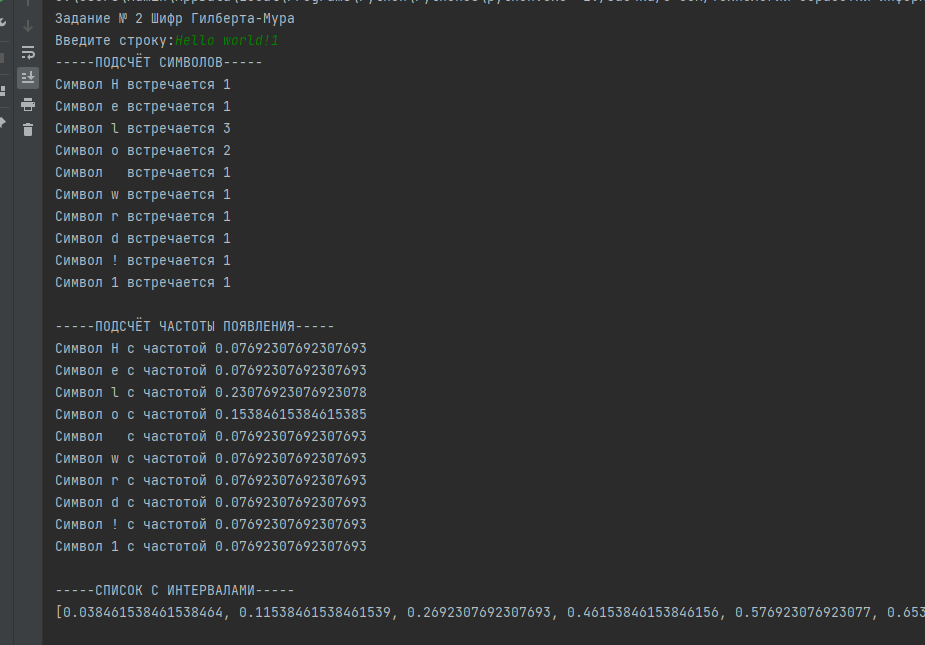 Задание № 2 Шифр Гилберта-Мура
Введите строку:Hello world!1
-----ПОДСЧЁТ СИМВОЛОВ-----
Символ H встречается 1
Символ e встречается 1
Символ l встречается 3
Символ o встречается 2
Символ   встречается 1
Символ w встречается 1
Символ r встречается 1
Символ d встречается 1
Символ ! встречается 1
Символ 1 встречается 1
-----ПОДСЧЁТ ЧАСТОТЫ ПОЯВЛЕНИЯ-----
Символ H с частотой 0.07692307692307693
Символ e с частотой 0.07692307692307693
Символ l с частотой 0.23076923076923078
Символ o с частотой 0.15384615384615385
Символ   с частотой 0.07692307692307693
Символ w с частотой 0.07692307692307693
Символ r с частотой 0.07692307692307693
Символ d с частотой 0.07692307692307693
Символ ! с частотой 0.07692307692307693
Символ 1 с частотой 0.07692307692307693
-----СПИСОК С ИНТЕРВАЛАМИ-----
[0.038461538461538464, 0.11538461538461539, 0.2692307692307693, 0.46153846153846156, 0.576923076923077, 0.653